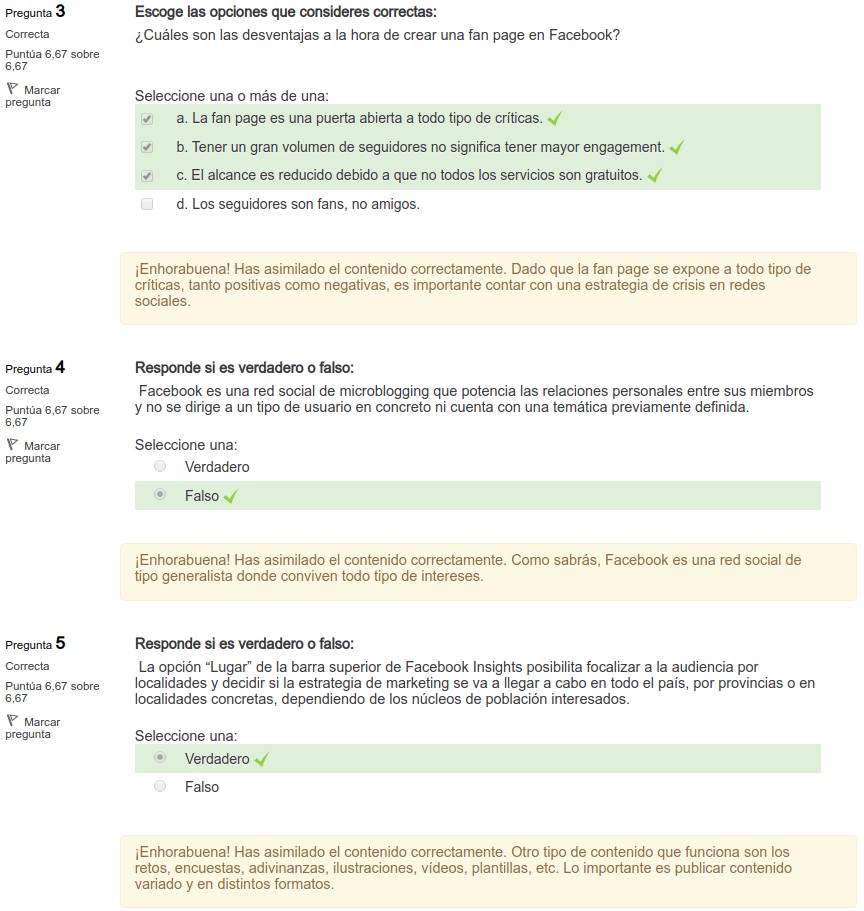 Pregunta 3
Correcta
Puntúa 6,67 sobre
6,67
Marcar
pregunta
Escoge las opciones que consideres correctas:
¿Cuáles son las desventajas a la hora de crear una fan page en Facebook?
Seleccione una o más de una:
a. La fan page es una puerta abierta a todo tipo de críticas.
b. Tener un gran volumen de seguidores no significa tener mayor engagement.
c. El alcance es reducido debido a que no todos los servicios son gratuitos.
d. Los seguidores son fans, no amigos.
¡Enhorabuena! Has asimilado el contenido correctamente. Dado que la fan page se expone a todo tipo de
críticas, tanto positivas como negativas, es importante contar con una estrategia de crisis en redes
sociales.
Pregunta 4
Correcta
Puntúa 6,67 sobre
6,67
Marcar
pregunta
Responde si es verdadero o falso:
Facebook es una red social de microblogging que potencia las relaciones personales entre sus miembros
y no se dirige a un tipo de usuario en concreto ni cuenta con una temática previamente definida.
Seleccione una:
Verdadero
Falso
¡Enhorabuena! Has asimilado el contenido correctamente. Como sabrás, Facebook es una red social de
tipo generalista donde conviven todo tipo de intereses.
Pregunta 5
Correcta
Puntúa 6,67 sobre
6,67
Marcar
pregunta
Responde si es verdadero o falso:
La opción “Lugar” de la barra superior de Facebook Insights posibilita focalizar a la audiencia por
localidades y decidir si la estrategia de marketing se va a llegar a cabo en todo el país, por provincias o en
localidades concretas, dependiendo de los núcleos de población interesados.
Seleccione una:
Verdadero
Falso
¡Enhorabuena! Has asimilado el contenido correctamente. Otro tipo de contenido que funciona son los
retos, encuestas, adivinanzas, ilustraciones, vídeos, plantillas, etc. Lo importante es publicar contenido
variado y en distintos formatos.